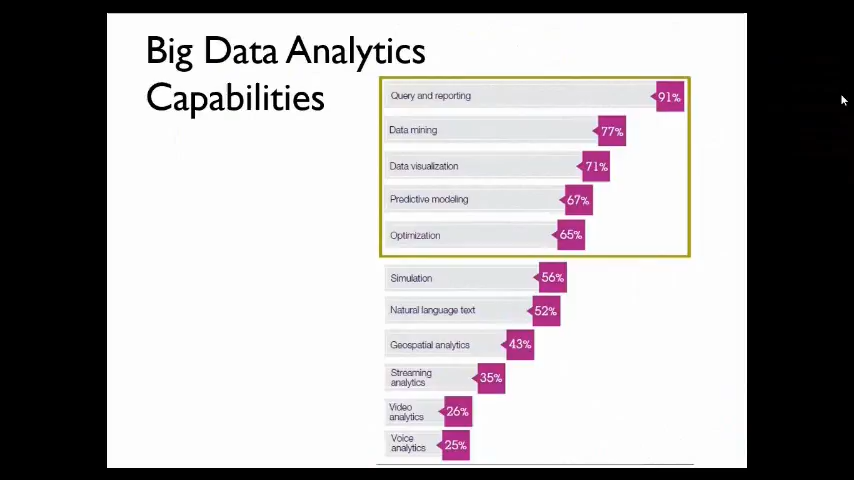 Big Data Analytics
Capabilities
Query and reporting 91%
Data mining 77%
Data visualization 71%
Predictive modeling 67%
Optimization 65%
Simulation 56%
Natural language text 52%
Geospatial analytics 43%
Streaming
analytics 35%
Video
analytics 26%
Voice
analytics 25%